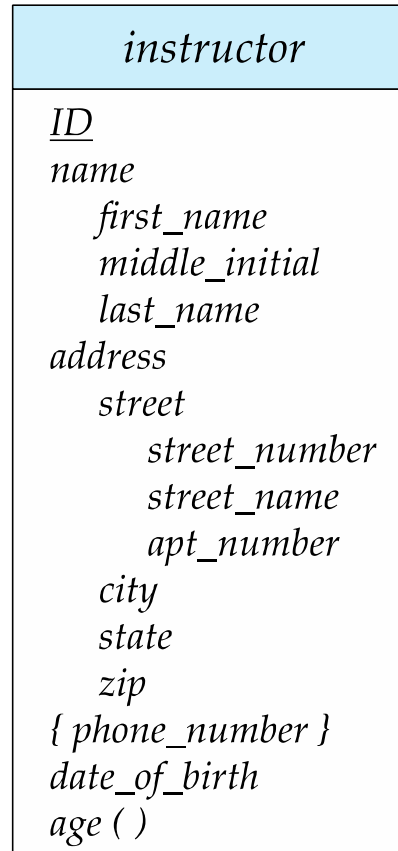 instructor
ID
name
first_name
middle_initial
last_name
address
street
street_number
street_name
apt_number
city
state
zip
{ phone_number }
date_of_birth
age ( )